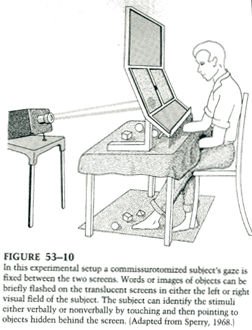 FIGURE 53–10
In this experimental setup a commissurotomized subject's gaze is
fixed between the two screens. Words or images of objects can be
briefly flashed on the translucent screens in either the left or right
visual field of the subject. The subject can identify the stimuli
either verbally or nonverbally by touching and then pointing to
objects hidden behind the screen. (Adapted from Sperry, 1968.)